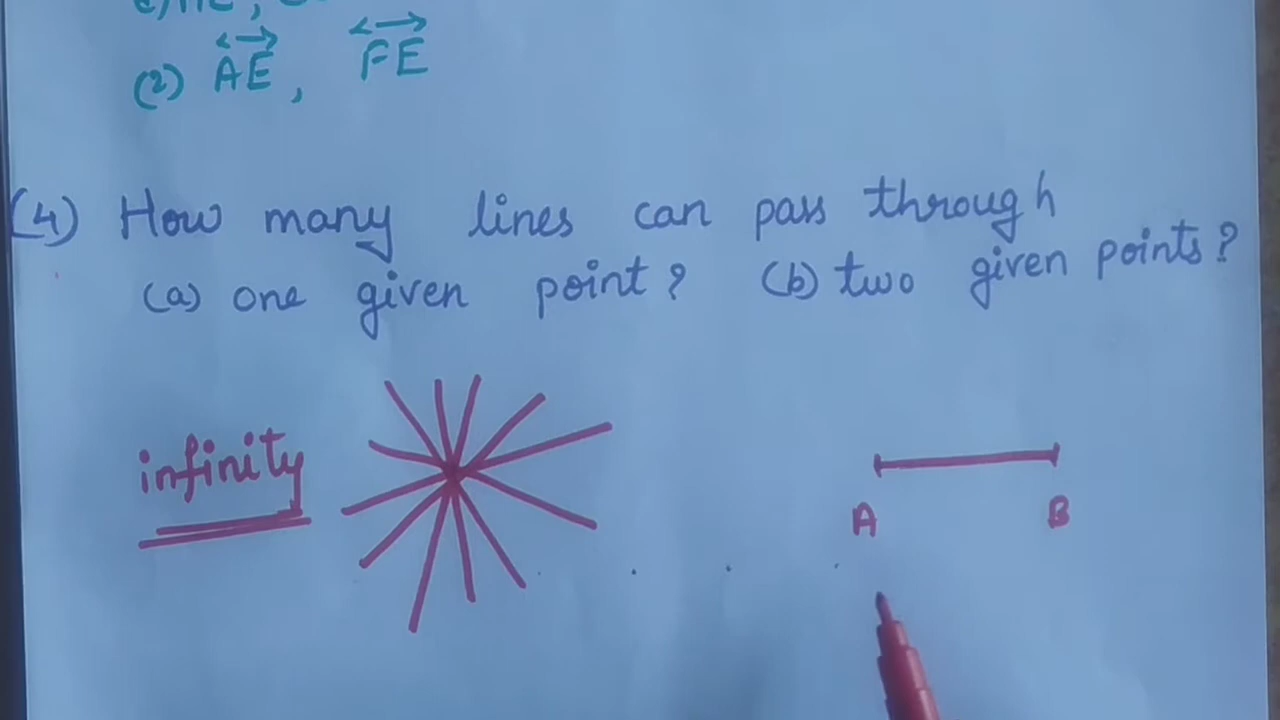 (2) AE, FE
(4) How many lines can pass through
(a) one given point? (b) two given points?
infinity
A B